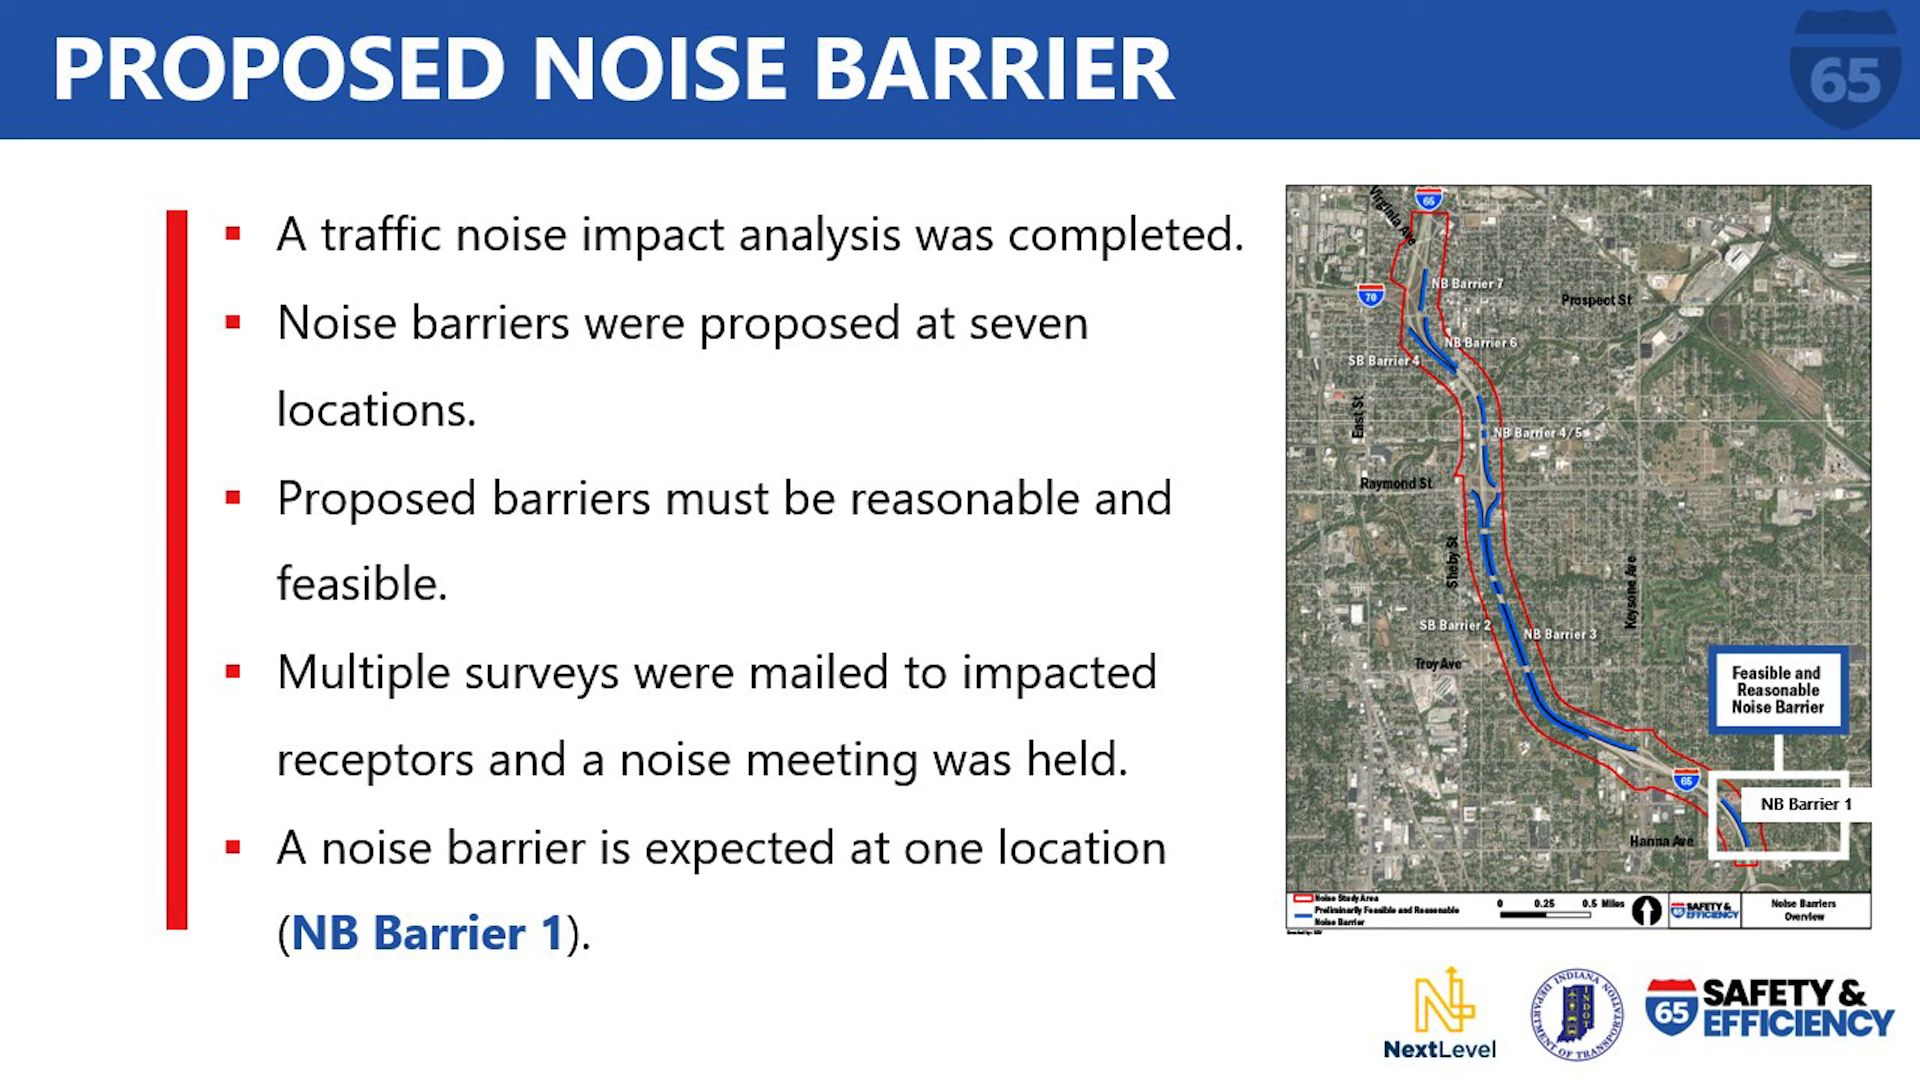 PROPOSED NOISE BARRIER
65
▪ A traffic noise impact analysis was completed.
▪ Noise barriers were proposed at seven
locations.
▪ Proposed barriers must be reasonable and
feasible.
▪ Multiple surveys were mailed to impacted
receptors and a noise meeting was held.
▪ A noise barrier is expected at one location
(NB Barrier 1).
Virginia Ave
65
NB Barrier 7
70
Prospect St
NB Barrier 6
SB Barrier 4
East St
NB Barrier 4/5
Raymond St
Sheby St
Keysone Ave
SB Barrier 2
NB Barrier 3
Troy Ave
Feasible and
Reasonable
Noise Barrier
65
NB Barrier 1
Hanna Ave
Noise Study Area
Preliminarily Feasible and Reasonable
Noise Barrier
0 0.25 0.5 Miles
SAFETY &
EFFICIENCY
Noise Barriers
Overview
NextLevel
INDIANA DEPARTMENT OF TRANSPORTATION
INDOT
65 SAFETY &
EFFICIENCY